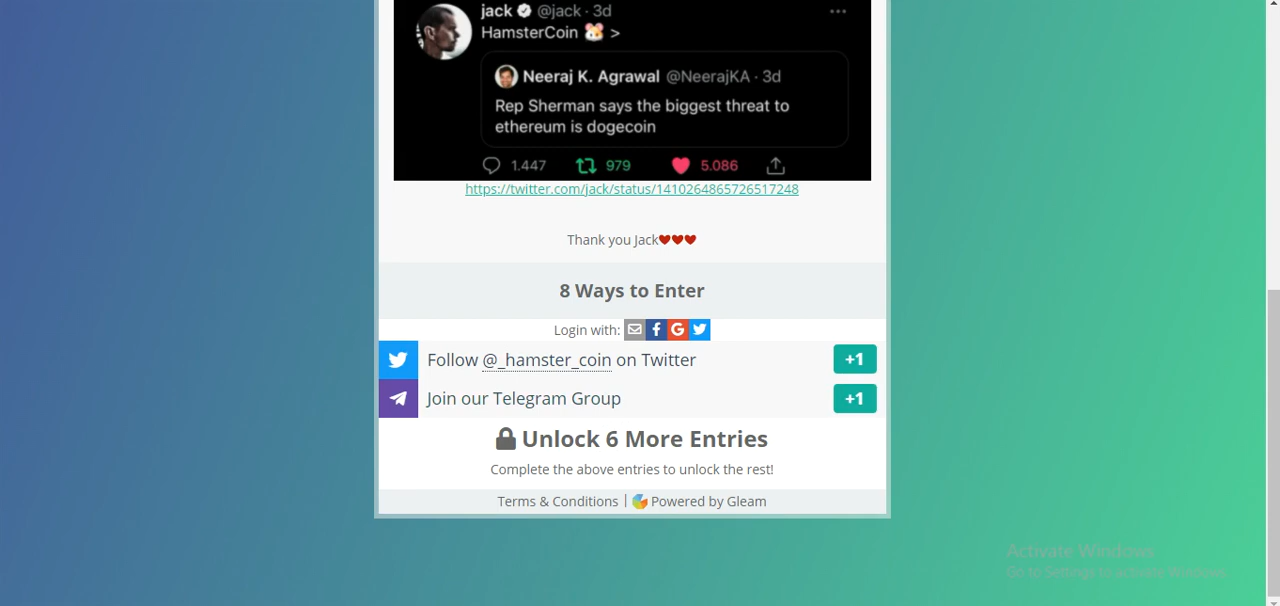 jack @jack · 3d
HamsterCoin 🐹 >
Neeraj K. Agrawal @NeerajKA · 3d
Rep Sherman says the biggest threat to
ethereum is dogecoin
1.447 979 5.086
https://twitter.com/jack/status/1410264865726517248
Thank you Jack❤❤❤
8 Ways to Enter
Login with:
Follow @_hamster_coin on Twitter +1
Join our Telegram Group +1
Unlock 6 More Entries
Complete the above entries to unlock the rest!
Terms & Conditions | Powered by Gleam
Activate Windows
Go to Settings to activate Windows.